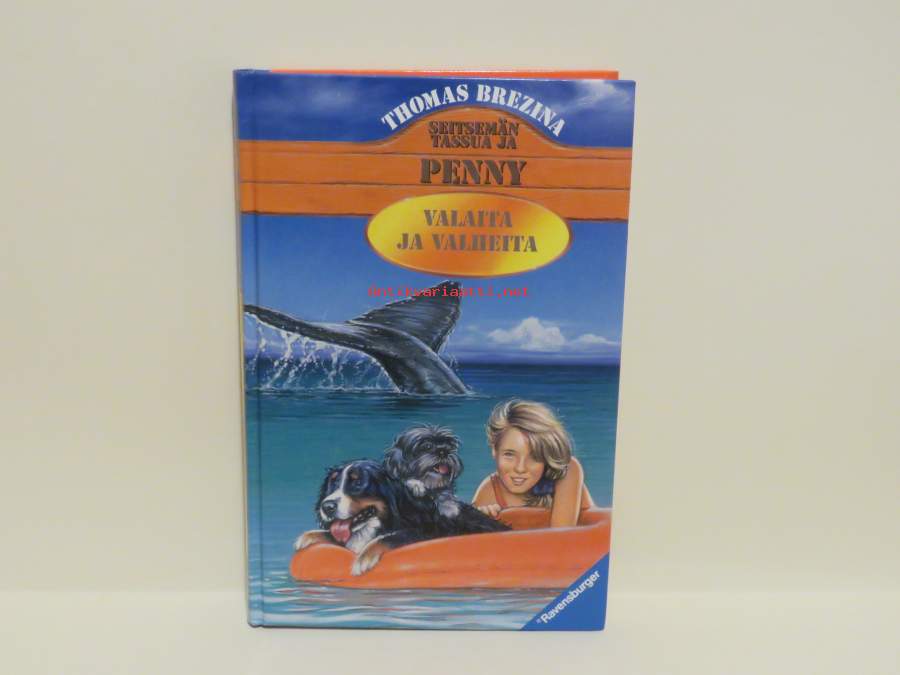 THOMAS BREZINA
SEITSEMÄN
TASSUA JA
PENNY
VALAITA
JA VALHEITA
antikvariaatti.net
Ravensburger